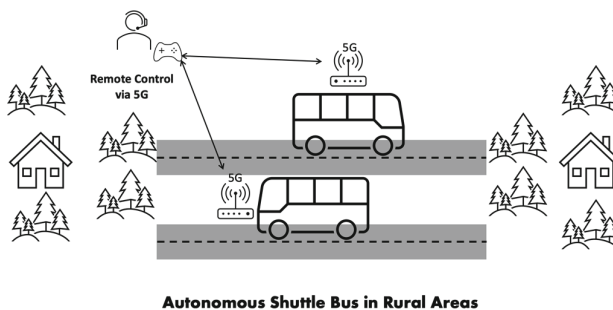 5G
Remote Control
via 5G
5G
Autonomous Shuttle Bus in Rural Areas